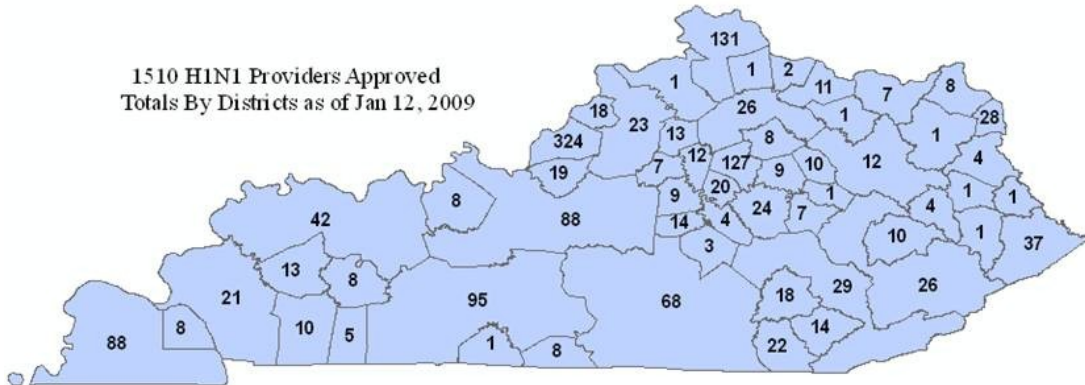 131
1510 H1N1 Providers Approved
Totals By Districts as of Jan 12, 2009
1 1 2 11 7 8
18 23 26 1 28
324 13 8 1
19 7 12 127 9 10 12 4
8 9 20 24 1 4 1 1
42 88 14 4 7 10 1 37
13 8 3
21 95 68 18 29 26
88 8 10 5 1 8 22 14